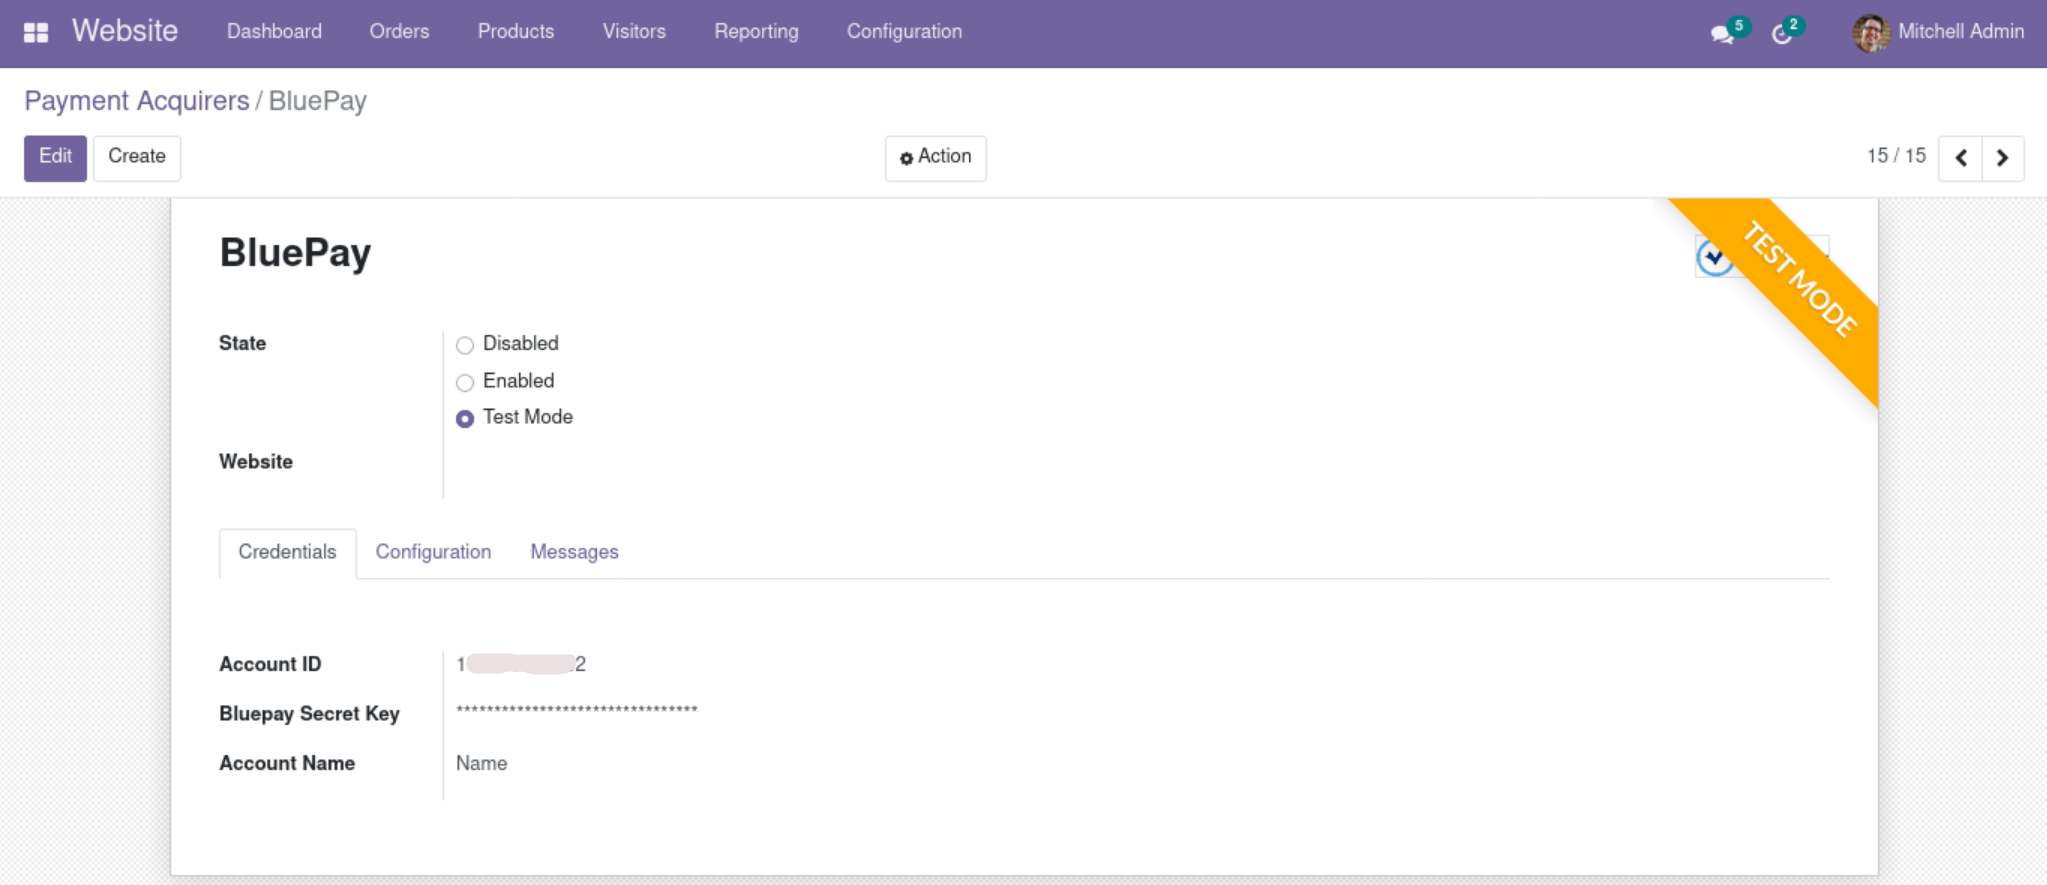 Website Dashboard Orders Products Visitors Reporting Configuration 5 2 Mitchell Admin
Payment Acquirers / BluePay
Edit Create Action 15 / 15
BluePay
TEST MODE
State Disabled
Enabled
Test Mode
Website
Credentials Configuration Messages
Account ID 1 2
Bluepay Secret Key ********************************
Account Name Name